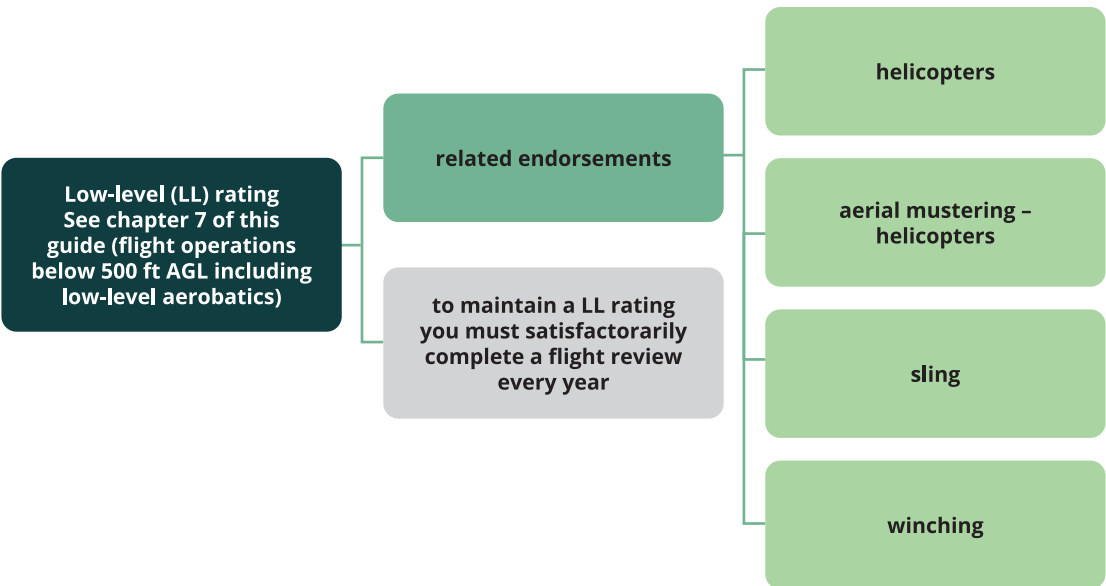 Low-level (LL) rating
See chapter 7 of this
guide (flight operations
below 500 ft AGL including
low-level aerobatics)
related endorsements
to maintain a LL rating
you must satisfactorarily
complete a flight review
every year
helicopters
aerial mustering –
helicopters
sling
winching